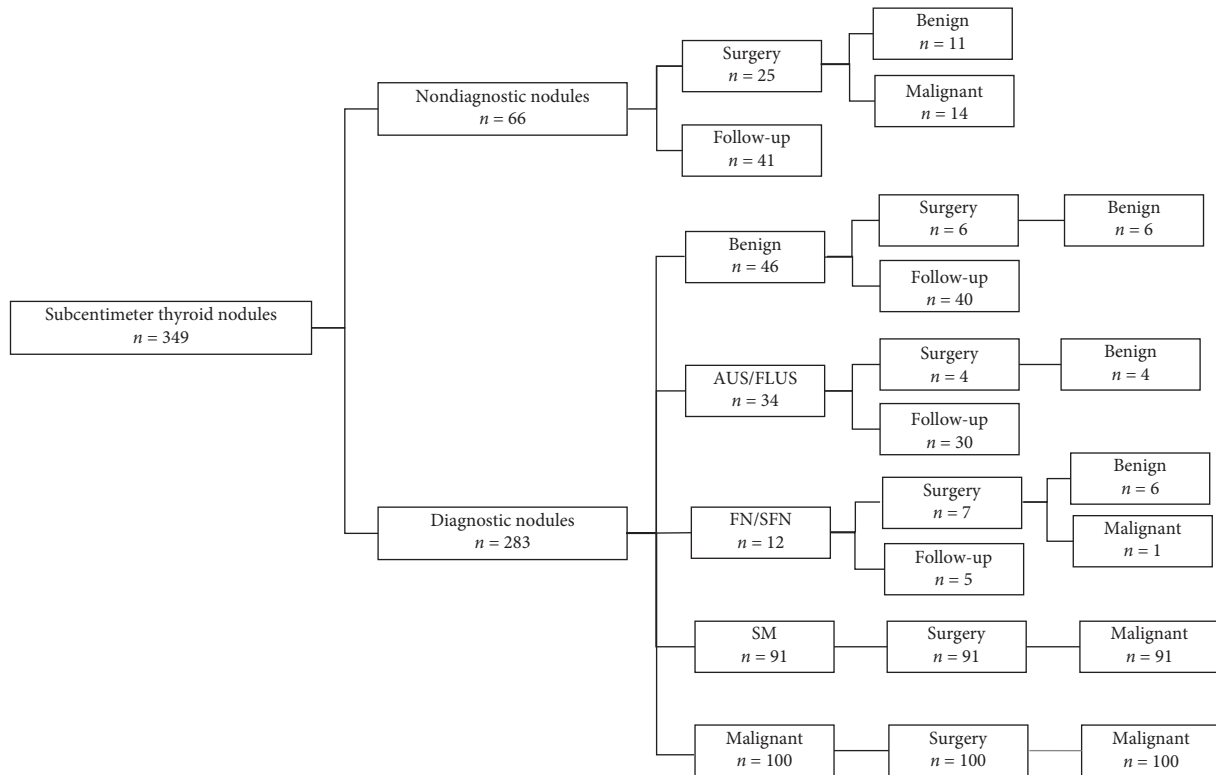 Subcentimeter thyroid nodules
n = 349
Nondiagnostic nodules
n = 66
Surgery
n = 25
Benign
n = 11
Malignant
n = 14
Follow-up
n = 41
Diagnostic nodules
n = 283
Benign
n = 46
Surgery
n = 6
Benign
n = 6
Follow-up
n = 40
AUS/FLUS
n = 34
Surgery
n = 4
Benign
n = 4
Follow-up
n = 30
FN/SFN
n = 12
Surgery
n = 7
Benign
n = 6
Malignant
n = 1
Follow-up
n = 5
SM
n = 91
Surgery
n = 91
Malignant
n = 91
Malignant
n = 100
Surgery
n = 100
Malignant
n = 100